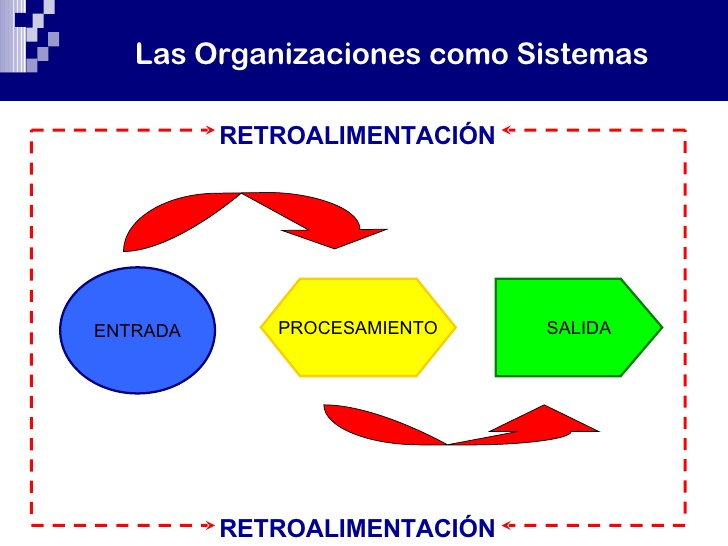 Las Organizaciones como Sistemas
RETROALIMENTACIÓN
ENTRADA
PROCESAMIENTO
SALIDA
RETROALIMENTACIÓN